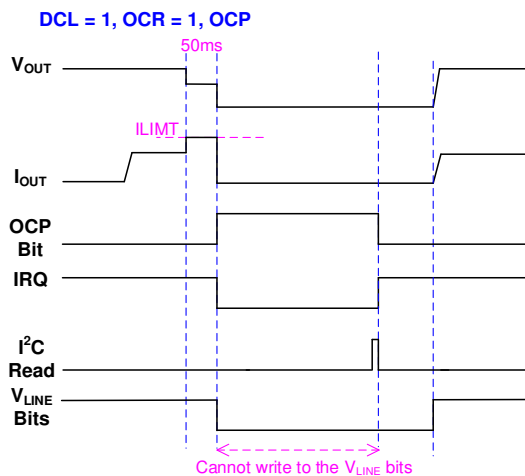 DCL = 1, OCR = 1, OCP
50ms
VOUT
ILIMT
IOUT
OCP
Bit
IRQ
I²C
Read
VLINE
Bits
Cannot write to the VLINE bits